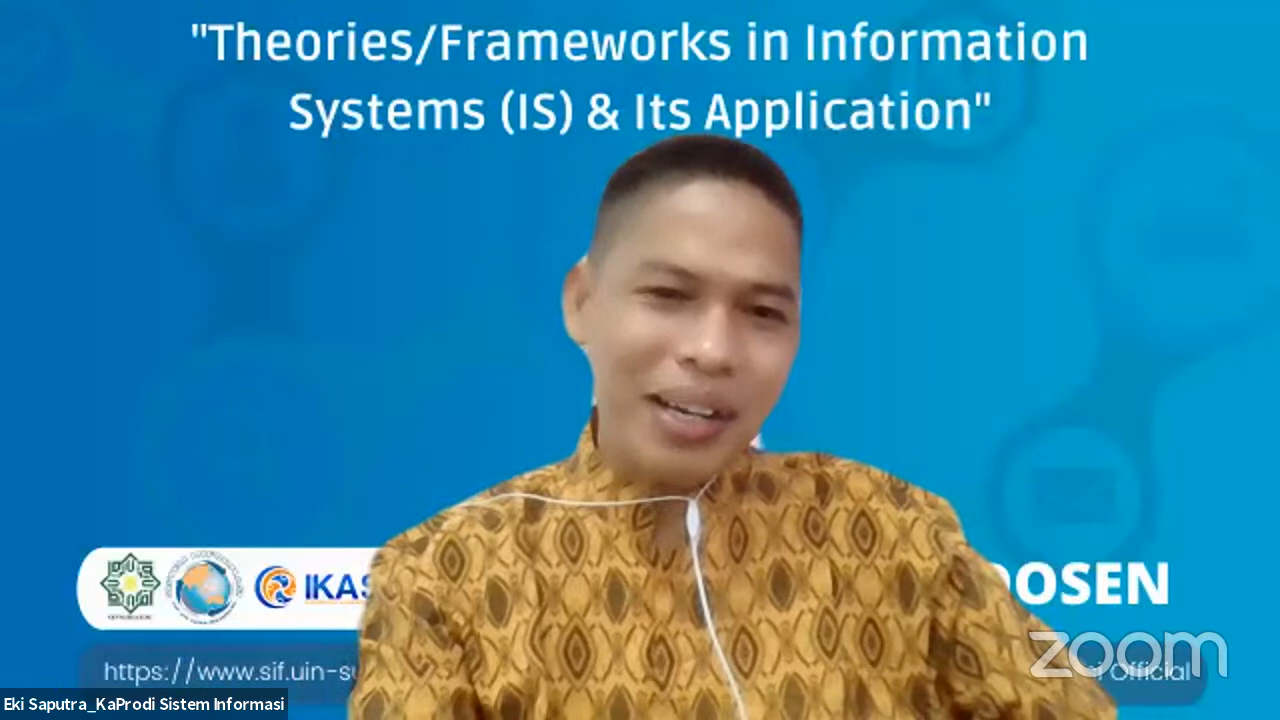 "Theories/Frameworks in Information
Systems (IS) & Its Application"
IKAS
DOSEN
zoom
https://www.sif.uin-su
Official
Eki Saputra_KaProdi Sistem Informasi